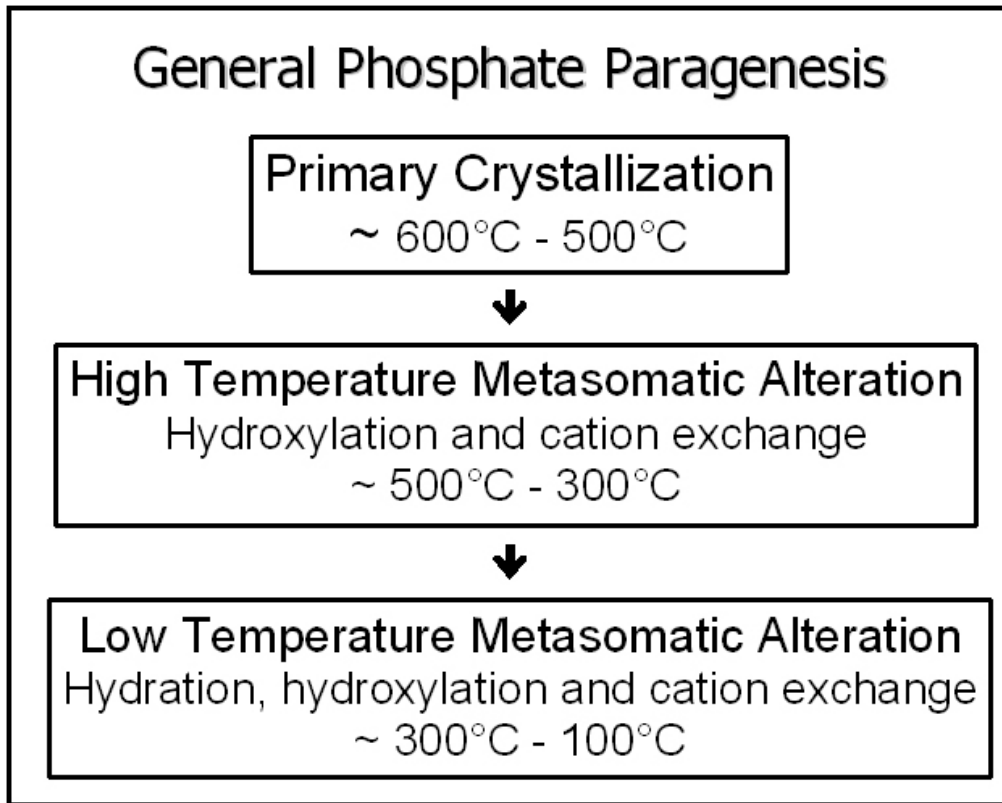 General Phosphate Paragenesis
Primary Crystallization
~ 600°C - 500°C
High Temperature Metasomatic Alteration
Hydroxylation and cation exchange
~ 500°C - 300°C
Low Temperature Metasomatic Alteration
Hydration, hydroxylation and cation exchange
~ 300°C - 100°C